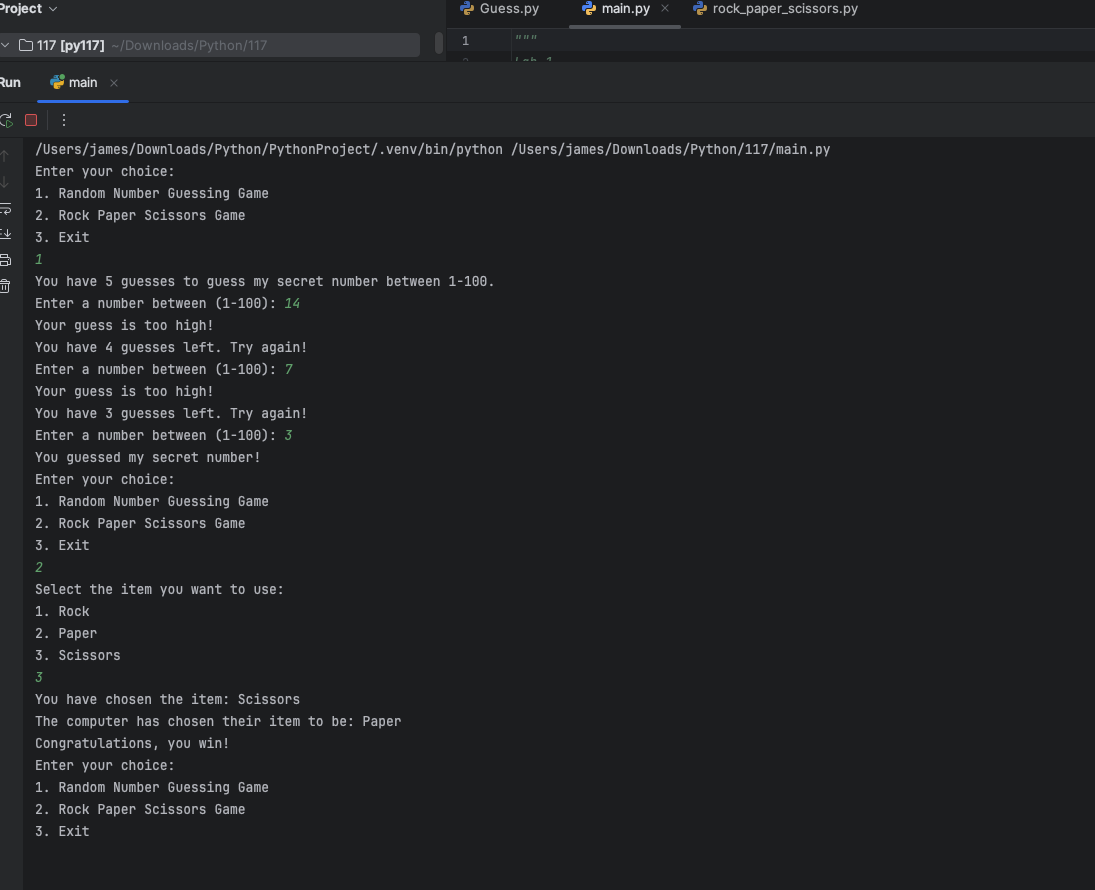 Project
Guess.py
main.py
rock_paper_scissors.py
117 [py117] ~/Downloads/Python/117
1
"""
Run
main
/Users/james/Downloads/Python/PythonProject/.venv/bin/python /Users/james/Downloads/Python/117/main.py
Enter your choice:
1. Random Number Guessing Game
2. Rock Paper Scissors Game
3. Exit
1
You have 5 guesses to guess my secret number between 1-100.
Enter a number between (1-100): 14
Your guess is too high!
You have 4 guesses left. Try again!
Enter a number between (1-100): 7
Your guess is too high!
You have 3 guesses left. Try again!
Enter a number between (1-100): 3
You guessed my secret number!
Enter your choice:
1. Random Number Guessing Game
2. Rock Paper Scissors Game
3. Exit
2
Select the item you want to use:
1. Rock
2. Paper
3. Scissors
3
You have chosen the item: Scissors
The computer has chosen their item to be: Paper
Congratulations, you win!
Enter your choice:
1. Random Number Guessing Game
2. Rock Paper Scissors Game
3. Exit